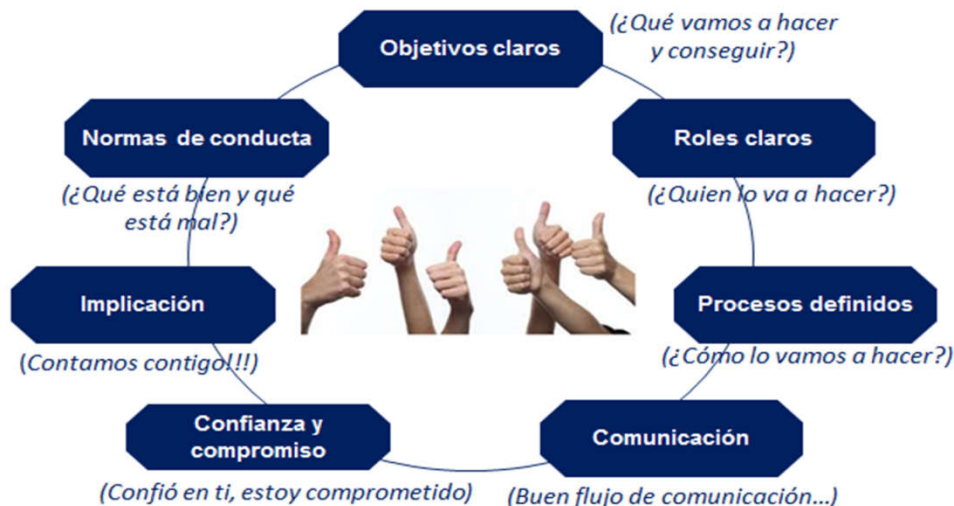 Objetivos claros
(¿Qué vamos a hacer
y conseguir?)
Normas de conducta
(¿Qué está bien y qué
está mal?)
Roles claros
(¿Quien lo va a hacer?)
Implicación
(Contamos contigo!!!)
Procesos definidos
(¿Cómo lo vamos a hacer?)
Confianza y
compromiso
(Confió en ti, estoy comprometido)
Comunicación
(Buen flujo de comunicación...)